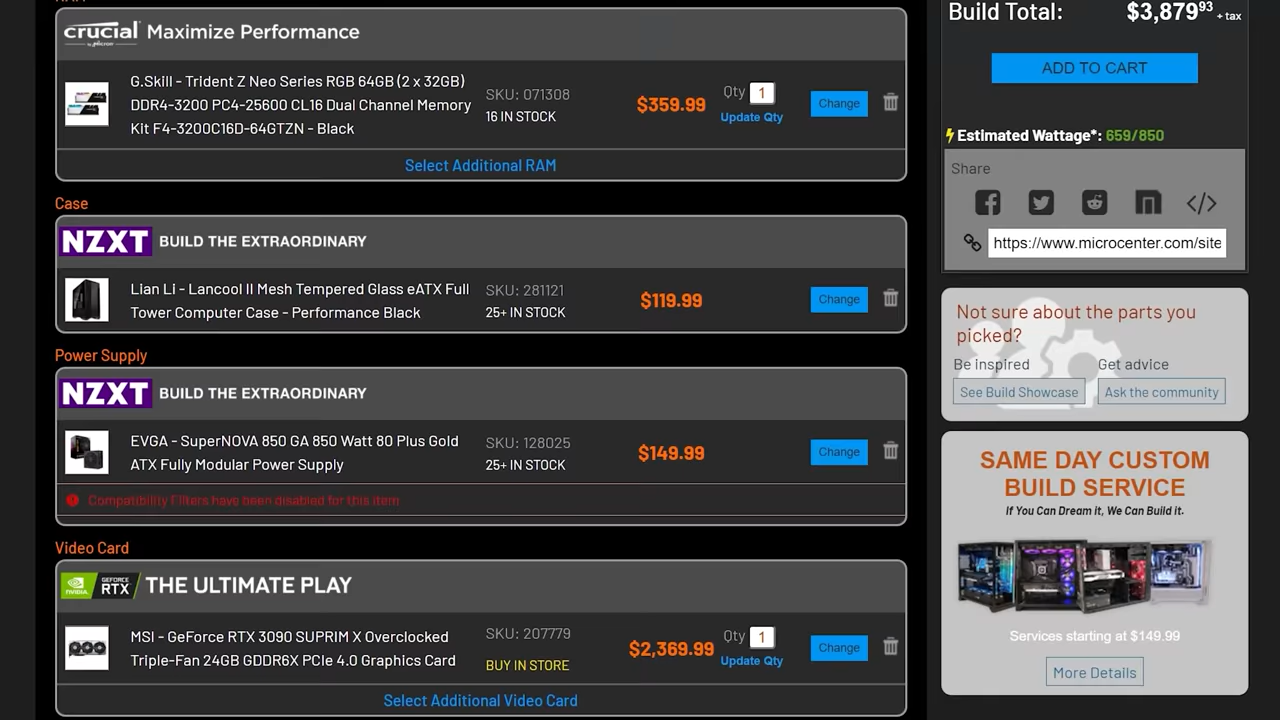 crucial by Micron Maximize Performance
G.Skill - Trident Z Neo Series RGB 64GB (2 x 32GB)
DDR4-3200 PC4-25600 CL16 Dual Channel Memory
Kit F4-3200C16D-64GTZN - Black
SKU: 071308
16 IN STOCK
$359.99
Qty 1
Update Qty
Change
Select Additional RAM
Case
NZXT BUILD THE EXTRAORDINARY
Lian Li - Lancool II Mesh Tempered Glass eATX Full
Tower Computer Case - Performance Black
SKU: 281121
25+ IN STOCK
$119.99
Change
Power Supply
NZXT BUILD THE EXTRAORDINARY
EVGA - SuperNOVA 850 GA 850 Watt 80 Plus Gold
ATX Fully Modular Power Supply
SKU: 128025
25+ IN STOCK
$149.99
Change
Compatibility Filters have been disabled for this item
Video Card
NVIDIA GEFORCE RTX THE ULTIMATE PLAY
MSI - GeForce RTX 3090 SUPRIM X Overclocked
Triple-Fan 24GB GDDR6X PCIe 4.0 Graphics Card
SKU: 207779
BUY IN STORE
$2,369.99
Qty 1
Update Qty
Change
Select Additional Video Card
Build Total: $3,879.93 + tax
ADD TO CART
Estimated Wattage*: 659/850
Share
https://www.microcenter.com/site
Not sure about the parts you
picked?
Be inspired
See Build Showcase
Get advice
Ask the community
SAME DAY CUSTOM
BUILD SERVICE
If You Can Dream it, We Can Build it.
Services starting at $149.99
More Details